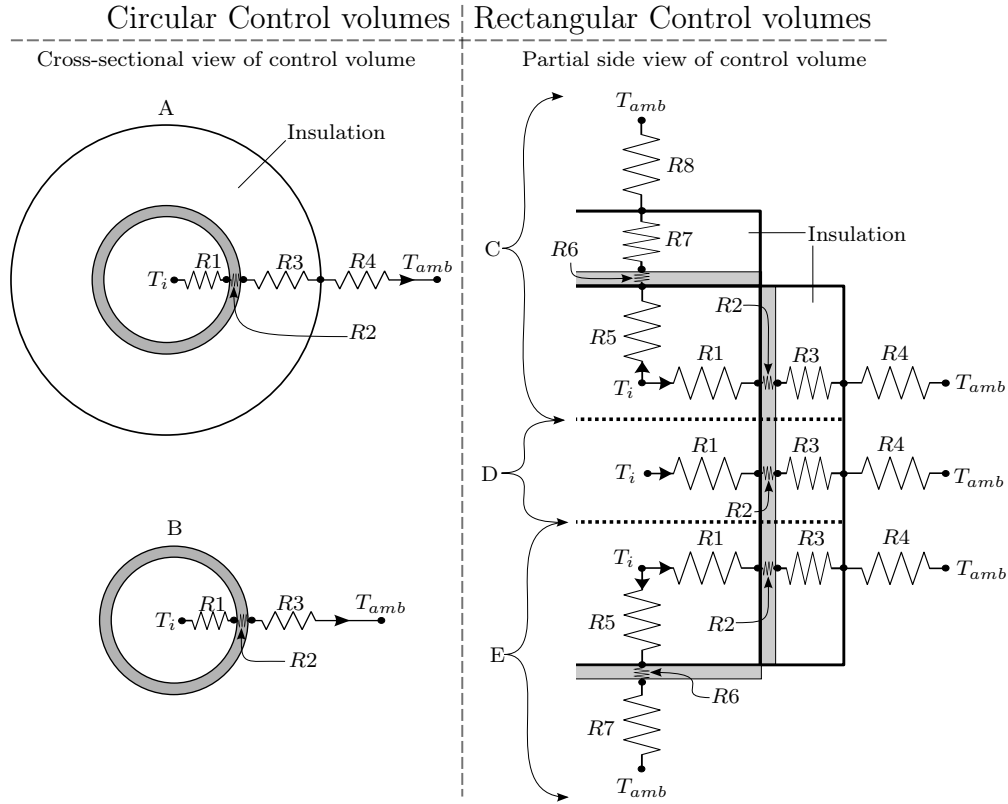 Circular Control volumes
Cross-sectional view of control volume
A
Insulation
T_i
R1
R3
R4
T_amb
R2
B
T_i
R1
R3
T_amb
R2
Rectangular Control volumes
Partial side view of control volume
T_amb
R8
C
R7
R6
Insulation
R2
R5
R1
R3
R4
T_i
T_amb
D
R1
R3
R4
T_i
T_amb
R2
E
T_i
R1
R3
R4
T_amb
R5
R2
R6
R7
T_amb